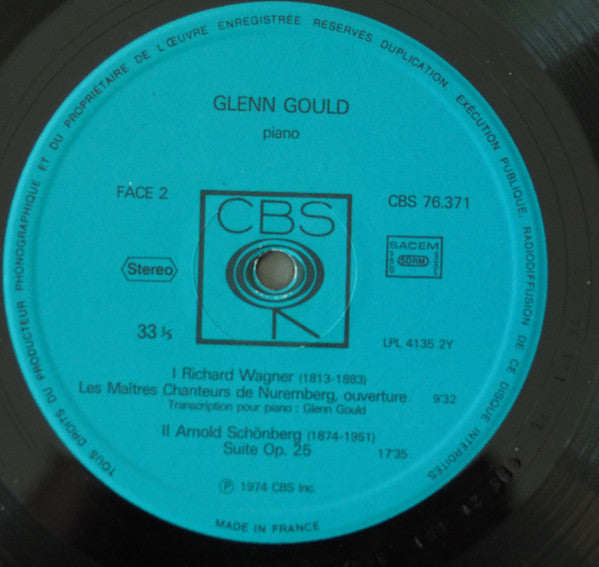 TOUS DROITS DU PRODUCTEUR PHONOGRAPHIQUE ET DU PROPRIÉTAIRE DE L'ŒUVRE ENREGISTRÉE RÉSERVÉS DUPLICATION, EXÉCUTION PUBLIQUE, RADIODIFFUSION DE CE DISQUE INTERDITES
GLENN GOULD
piano
FACE 2
CBS 76.371
CBS
SACEM
SDRM
Stereo
33 ⅓
LPL 4135 2Y
I Richard Wagner (1813-1883)
Les Maîtres Chanteurs de Nuremberg, ouverture 9'32
Transcription pour piano : Glenn Gould
II Arnold Schönberg (1874-1951)
Suite Op. 25 17'35
℗ 1974 CBS Inc.
MADE IN FRANCE